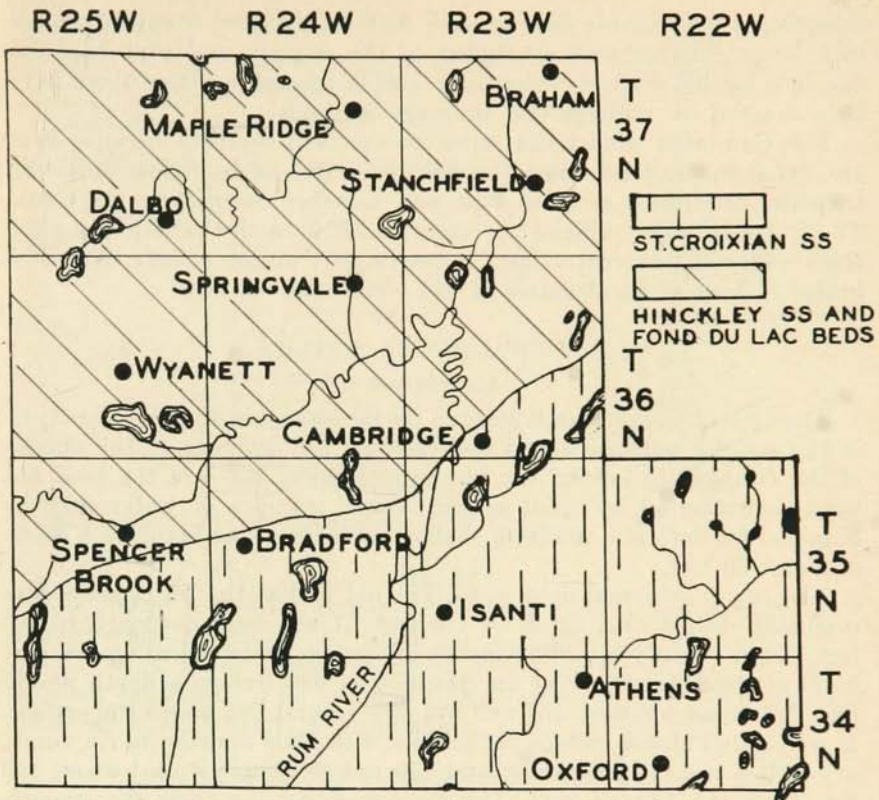 R25W R24W R23W R22W
BRAHAM
T
37
N
MAPLE RIDGE
STANCHFIELD
DALBO
ST. CROIXIAN SS
SPRINGVALE
HINCKLEY SS AND
FOND DU LAC BEDS
WYANETT
T
36
N
CAMBRIDGE
SPENCER
BROOK
BRADFORD
T
35
N
ISANTI
RUM RIVER
ATHENS
T
34
N
OXFORD